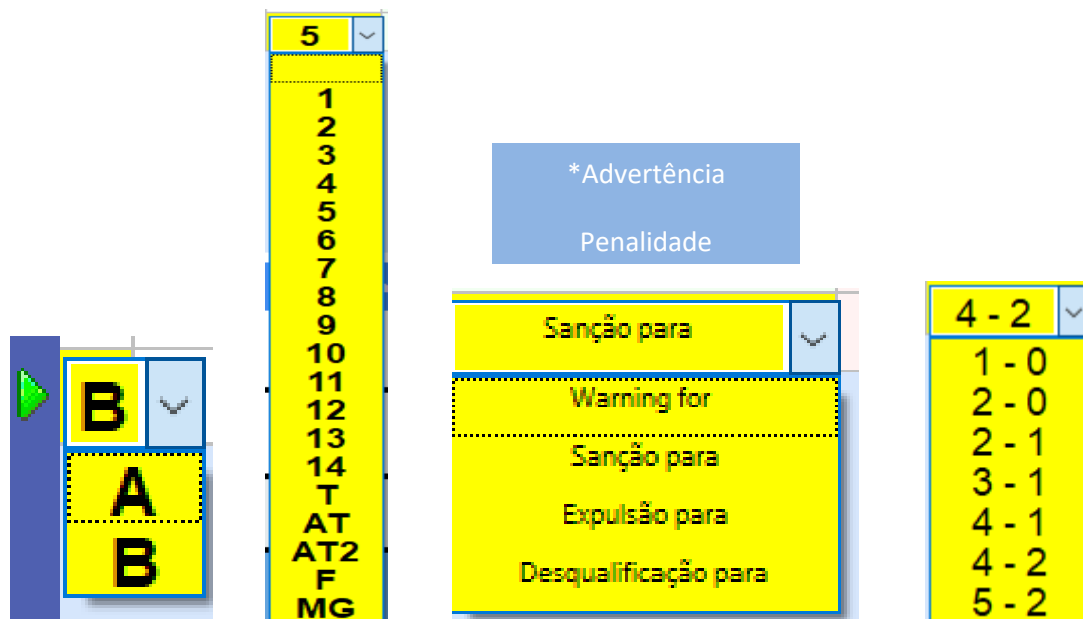 B
A
B
5
1
2
3
4
5
6
7
8
9
10
11
12
13
14
T
AT
AT2
F
MG
*Advertência
Penalidade
Sanção para
Warning for
Sanção para
Expulsão para
Desqualificação para
4 - 2
1 - 0
2 - 0
2 - 1
3 - 1
4 - 1
4 - 2
5 - 2